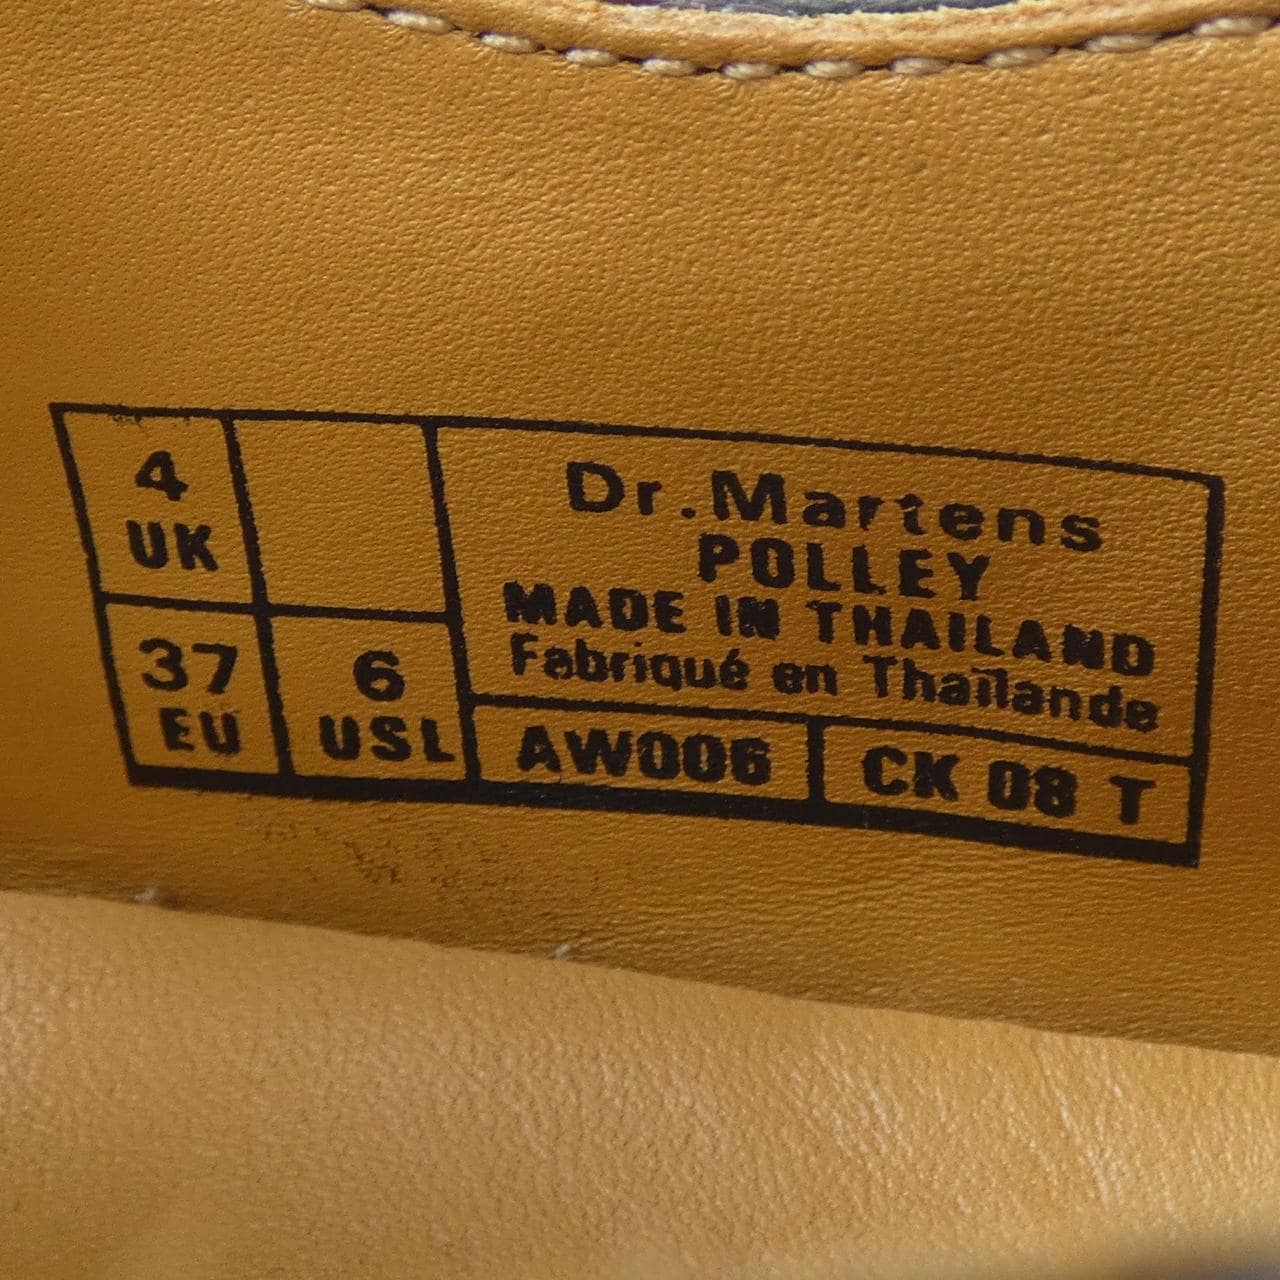 4
UK
37
EU
6
USL
Dr.Martens
POLLEY
MADE IN THAILAND
Fabriqué en Thaïlande
AW006
CK 08 T